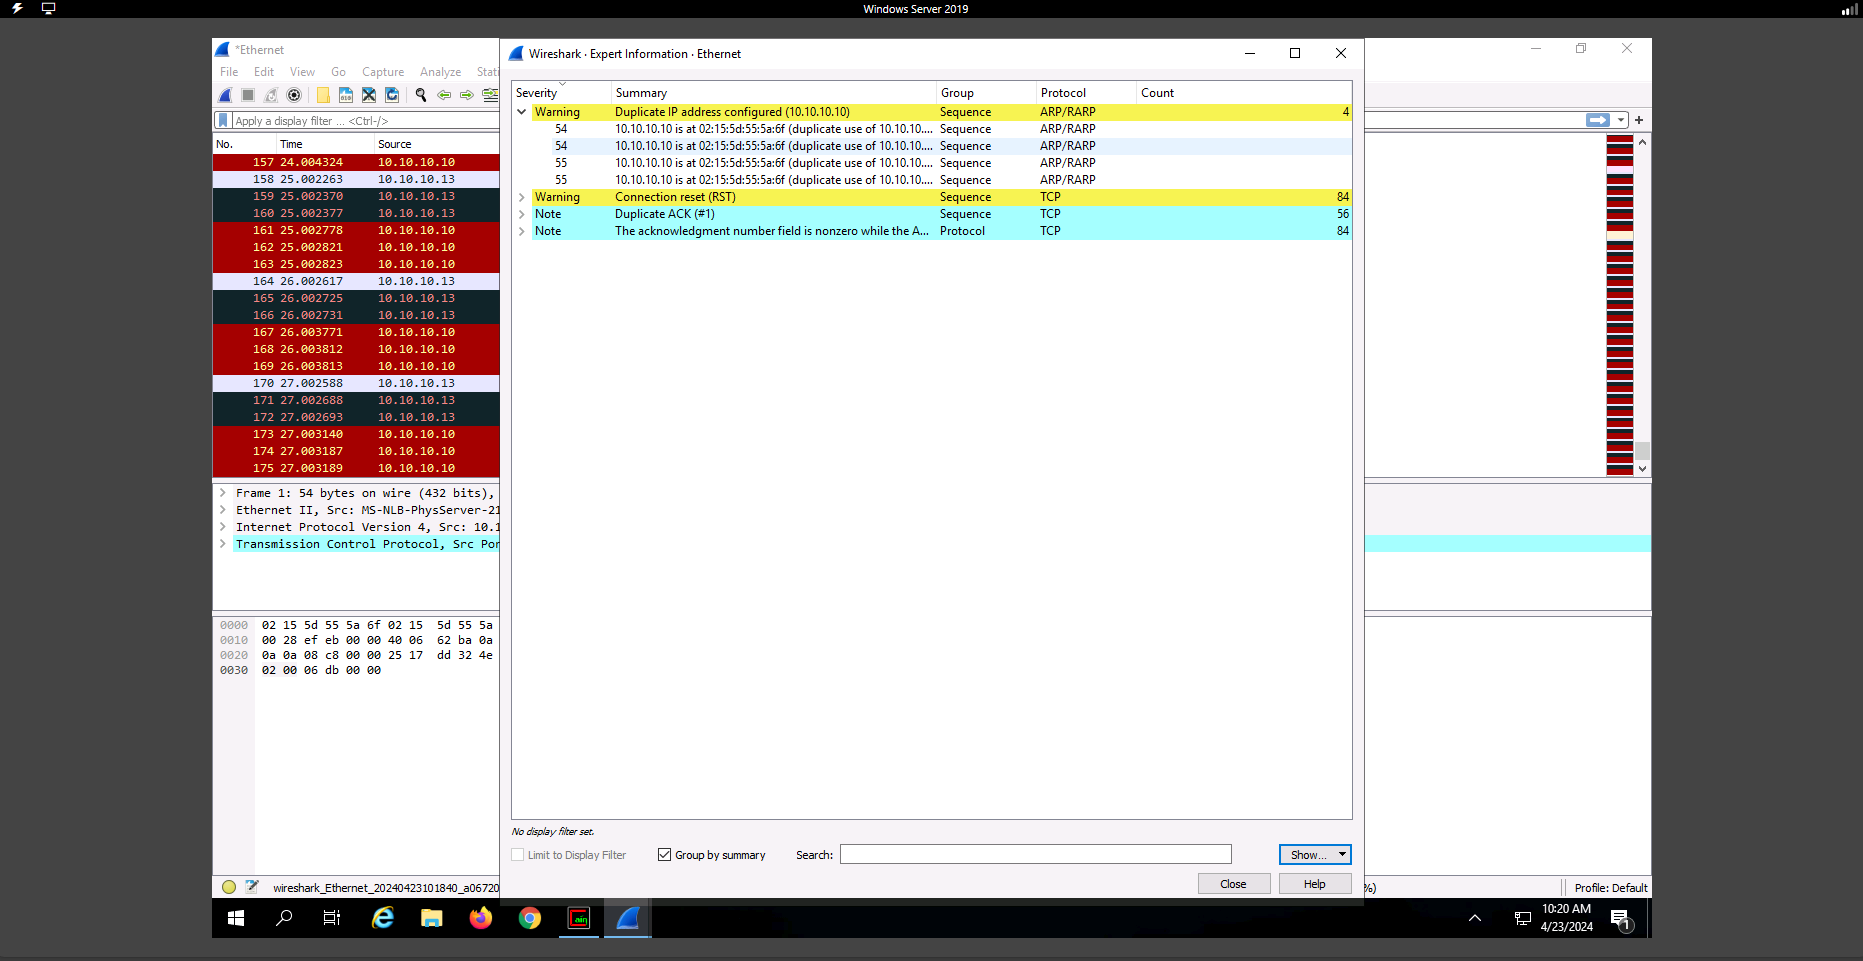 Windows Server 2019
*Ethernet
File Edit View Go Capture Analyze Stati
Apply a display filter ... <Ctrl-/>
No. Time Source
157 24.004324 10.10.10.10
158 25.002263 10.10.10.13
159 25.002370 10.10.10.13
160 25.002377 10.10.10.13
161 25.002778 10.10.10.10
162 25.002821 10.10.10.10
163 25.002823 10.10.10.10
164 26.002617 10.10.10.13
165 26.002725 10.10.10.13
166 26.002731 10.10.10.13
167 26.003771 10.10.10.10
168 26.003812 10.10.10.10
169 26.003813 10.10.10.10
170 27.002588 10.10.10.13
171 27.002688 10.10.10.13
172 27.002693 10.10.10.13
173 27.003140 10.10.10.10
174 27.003187 10.10.10.10
175 27.003189 10.10.10.10
Frame 1: 54 bytes on wire (432 bits),
Ethernet II, Src: MS-NLB-PhysServer-21
Internet Protocol Version 4, Src: 10.1
Transmission Control Protocol, Src Por
0000 02 15 5d 55 5a 6f 02 15 5d 55 5a
0010 00 28 ef eb 00 00 40 06 62 ba 0a
0020 0a 0a 08 c8 00 00 25 17 dd 32 4e
0030 02 00 06 db 00 00
Wireshark · Expert Information · Ethernet
Severity Summary Group Protocol Count
Warning Duplicate IP address configured (10.10.10.10) Sequence ARP/RARP 4
54 10.10.10.10 is at 02:15:5d:55:5a:6f (duplicate use of 10.10.10.... Sequence ARP/RARP
54 10.10.10.10 is at 02:15:5d:55:5a:6f (duplicate use of 10.10.10.... Sequence ARP/RARP
55 10.10.10.10 is at 02:15:5d:55:5a:6f (duplicate use of 10.10.10.... Sequence ARP/RARP
55 10.10.10.10 is at 02:15:5d:55:5a:6f (duplicate use of 10.10.10.... Sequence ARP/RARP
Warning Connection reset (RST) Sequence TCP 84
Note Duplicate ACK (#1) Sequence TCP 56
Note The acknowledgment number field is nonzero while the A... Protocol TCP 84
No display filter set.
Limit to Display Filter Group by summary Search: Show...
Close Help
wireshark_Ethernet_20240423101840_a06720
%) Profile: Default
10:20 AM
4/23/2024
1